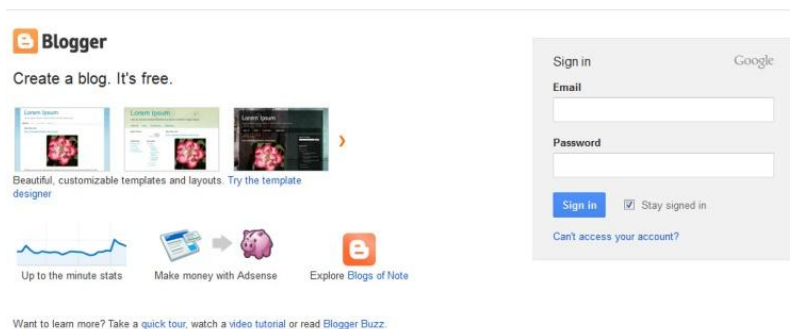 Blogger
Create a blog. It's free.
Lorem Ipsum
Lorem Ipsum
Lorem Ipsum
Beautiful, customizable templates and layouts. Try the template
designer
Up to the minute stats
Make money with Adsense
Explore Blogs of Note
Want to learn more? Take a quick tour, watch a video tutorial or read Blogger Buzz.
Sign in Google
Email
Password
Sign in Stay signed in
Can't access your account?